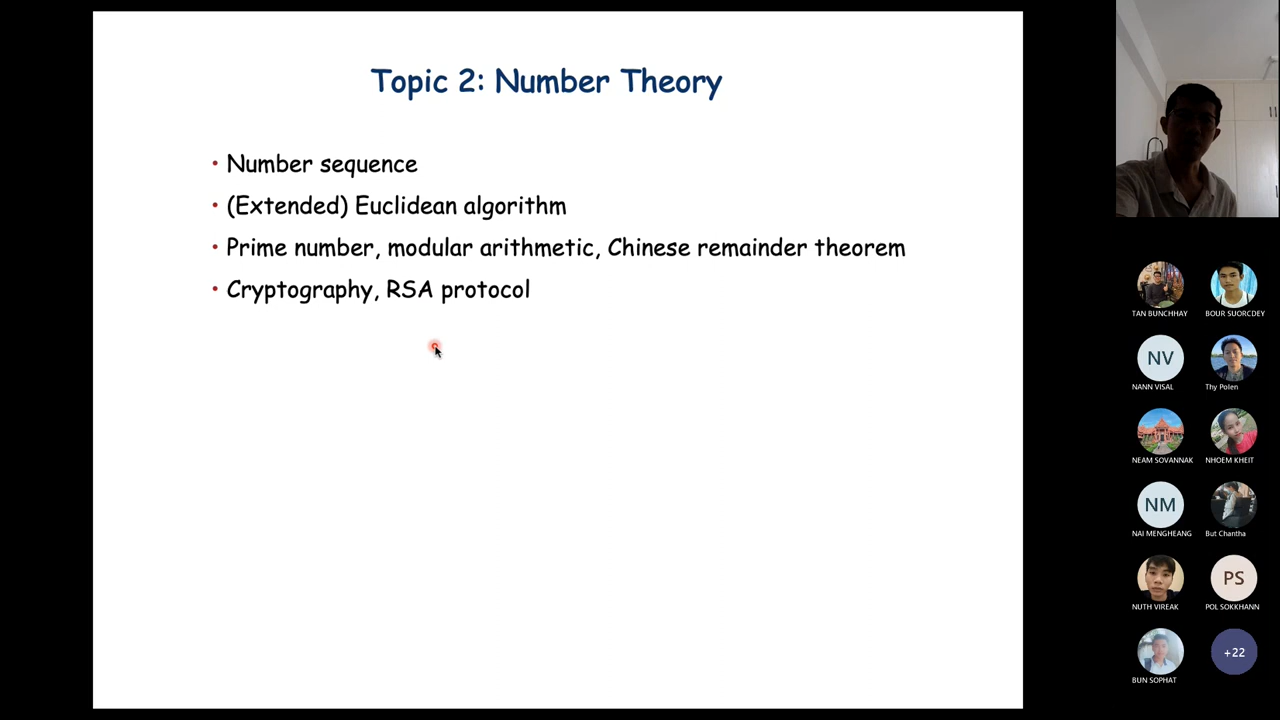 Topic 2: Number Theory
• Number sequence
• (Extended) Euclidean algorithm
• Prime number, modular arithmetic, Chinese remainder theorem
• Cryptography, RSA protocol
TAN BUNCHHAY
BOUR SUORCDEY
NV
NANN VISAL
Thy Polen
NEAM SOVANNAK
NHOEM KHEIT
NM
NAI MENGHEANG
But Chantha
NUTH VIREAK
PS
POL SOKKHANN
BUN SOPHAT
+22